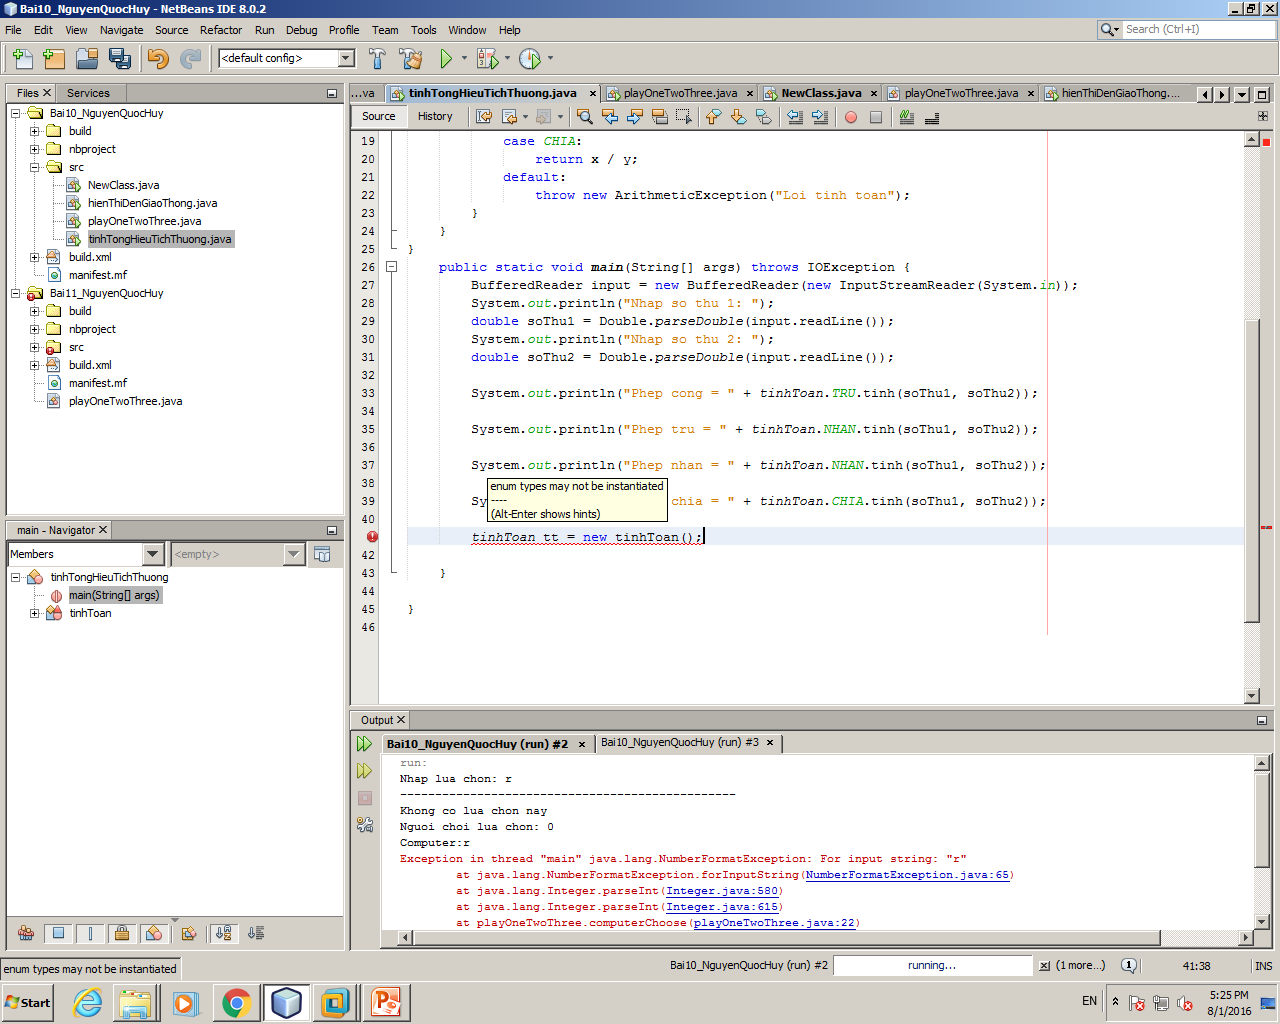 Bai10_NguyenQuocHuy - NetBeans IDE 8.0.2
File Edit View Navigate Source Refactor Run Debug Profile Team Tools Window Help
Search (Ctrl+I)
<default config>
Files Services
Bai10_NguyenQuocHuy
build
nbproject
src
NewClass.java
hienThiDenGiaoThong.java
playOneTwoThree.java
tinhTongHieuTichThuong.java
build.xml
manifest.mf
Bai11_NguyenQuocHuy
build
nbproject
src
build.xml
manifest.mf
playOneTwoThree.java
main - Navigator
Members <empty>
tinhTongHieuTichThuong
main(String[] args)
tinhToan
...va tinhTongHieuTichThuong.java playOneTwoThree.java NewClass.java playOneTwoThree.java hienThiDenGiaoThong....
Source History
19 case CHIA:
20 return x / y;
21 default:
22 throw new ArithmeticException("Loi tinh toan");
23 }
24 }
25 }
26 public static void main(String[] args) throws IOException {
27 BufferedReader input = new BufferedReader(new InputStreamReader(System.in));
28 System.out.println("Nhap so thu 1: ");
29 double soThu1 = Double.parseDouble(input.readLine());
30 System.out.println("Nhap so thu 2: ");
31 double soThu2 = Double.parseDouble(input.readLine());
32
33 System.out.println("Phep cong = " + tinhToan.TRU.tinh(soThu1, soThu2));
34
35 System.out.println("Phep tru = " + tinhToan.NHAN.tinh(soThu1, soThu2));
36
37 System.out.println("Phep nhan = " + tinhToan.NHAN.tinh(soThu1, soThu2));
38
39 Sy chia = " + tinhToan.CHIA.tinh(soThu1, soThu2));
enum types may not be instantiated
----
(Alt-Enter shows hints)
40
tinhToan tt = new tinhToan();
42
43 }
44
45 }
46
Output
Bai10_NguyenQuocHuy (run) #2 Bai10_NguyenQuocHuy (run) #3
run:
Nhap lua chon: r
------------------------------------------------
Khong co lua chon nay
Nguoi choi lua chon: 0
Computer:r
Exception in thread "main" java.lang.NumberFormatException: For input string: "r"
at java.lang.NumberFormatException.forInputString(NumberFormatException.java:65)
at java.lang.Integer.parseInt(Integer.java:580)
at java.lang.Integer.parseInt(Integer.java:615)
at playOneTwoThree.computerChoose(playOneTwoThree.java:22)
enum types may not be instantiated
Bai10_NguyenQuocHuy (run) #2 running... (1 more...) 1 41:38 INS
Start EN 5:25 PM
8/1/2016